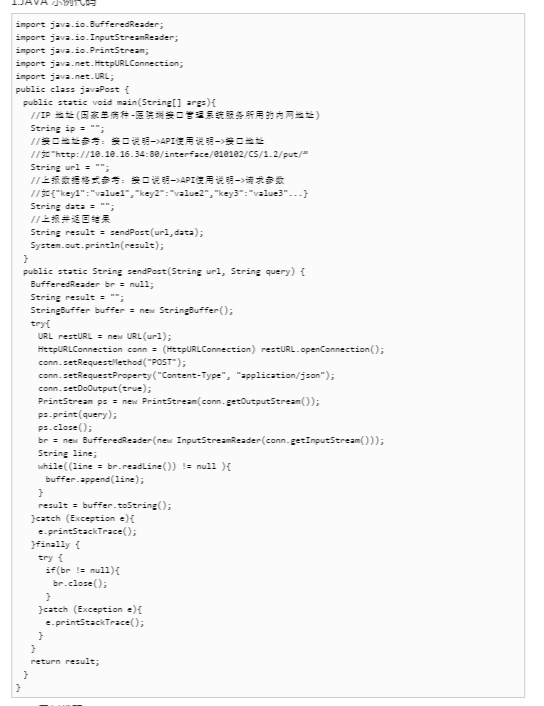 1.JAVA 示例代码
import java.io.BufferedReader;
import java.io.InputStreamReader;
import java.io.PrintStream;
import java.net.HttpURLConnection;
import java.net.URL;
public class javaPost {
public static void main(String[] args){
//IP 地址(国家单病种-医院端接口管理系统服务所用的内网地址)
String ip = "";
//接口地址参考: 接口说明—>API使用说明—>接口地址
//如"http://10.10.16.34:80/interface/010102/CS/1.2/put/"
String url = "";
//上报数据格式参考: 接口说明—>API使用说明—>请求参数
//如{"key1":"value1","key2":"value2","key3":"value3"...}
String data = "";
//上报并返回结果
String result = sendPost(url,data);
System.out.println(result);
}
public static String sendPost(String url, String query) {
BufferedReader br = null;
String result = "";
StringBuffer buffer = new StringBuffer();
try{
URL restURL = new URL(url);
HttpURLConnection conn = (HttpURLConnection) restURL.openConnection();
conn.setRequestMethod("POST");
conn.setRequestProperty("Content-Type", "application/json");
conn.setDoOutput(true);
PrintStream ps = new PrintStream(conn.getOutputStream());
ps.print(query);
ps.close();
br = new BufferedReader(new InputStreamReader(conn.getInputStream()));
String line;
while((line = br.readLine()) != null ){
buffer.append(line);
}
result = buffer.toString();
}catch (Exception e){
e.printStackTrace();
}finally {
try {
if(br != null){
br.close();
}
}catch (Exception e){
e.printStackTrace();
}
}
return result;
}
}